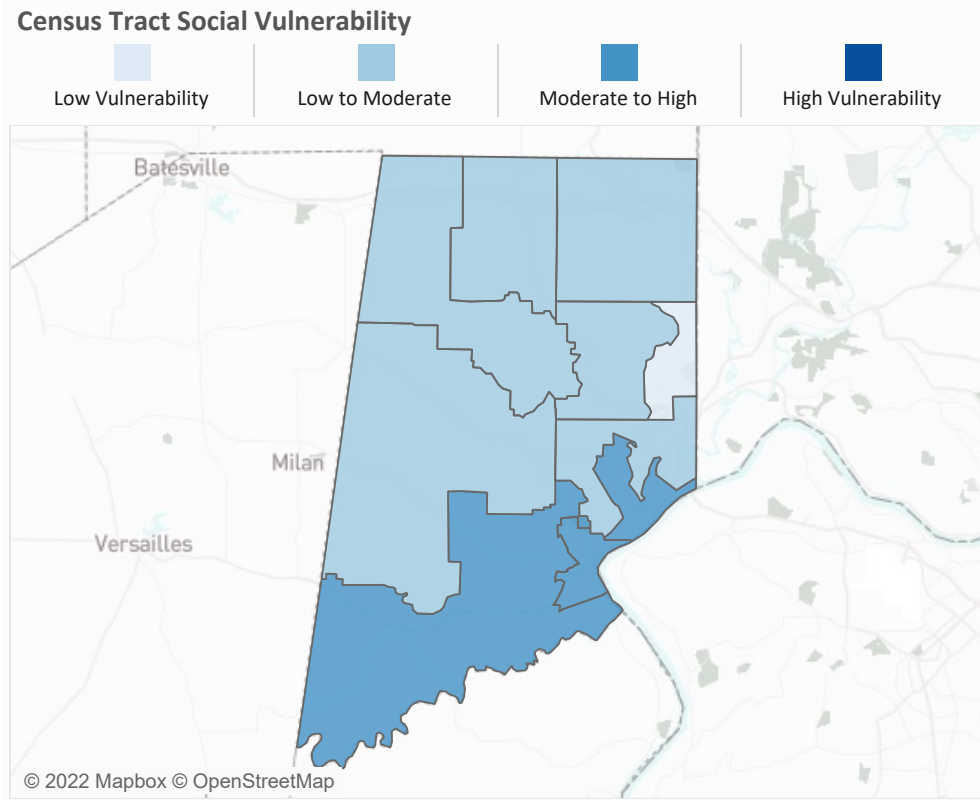 Census Tract Social Vulnerability
Low Vulnerability
Low to Moderate
Moderate to High
High Vulnerability
Batesville
Milan
Versailles
© 2022 Mapbox © OpenStreetMap